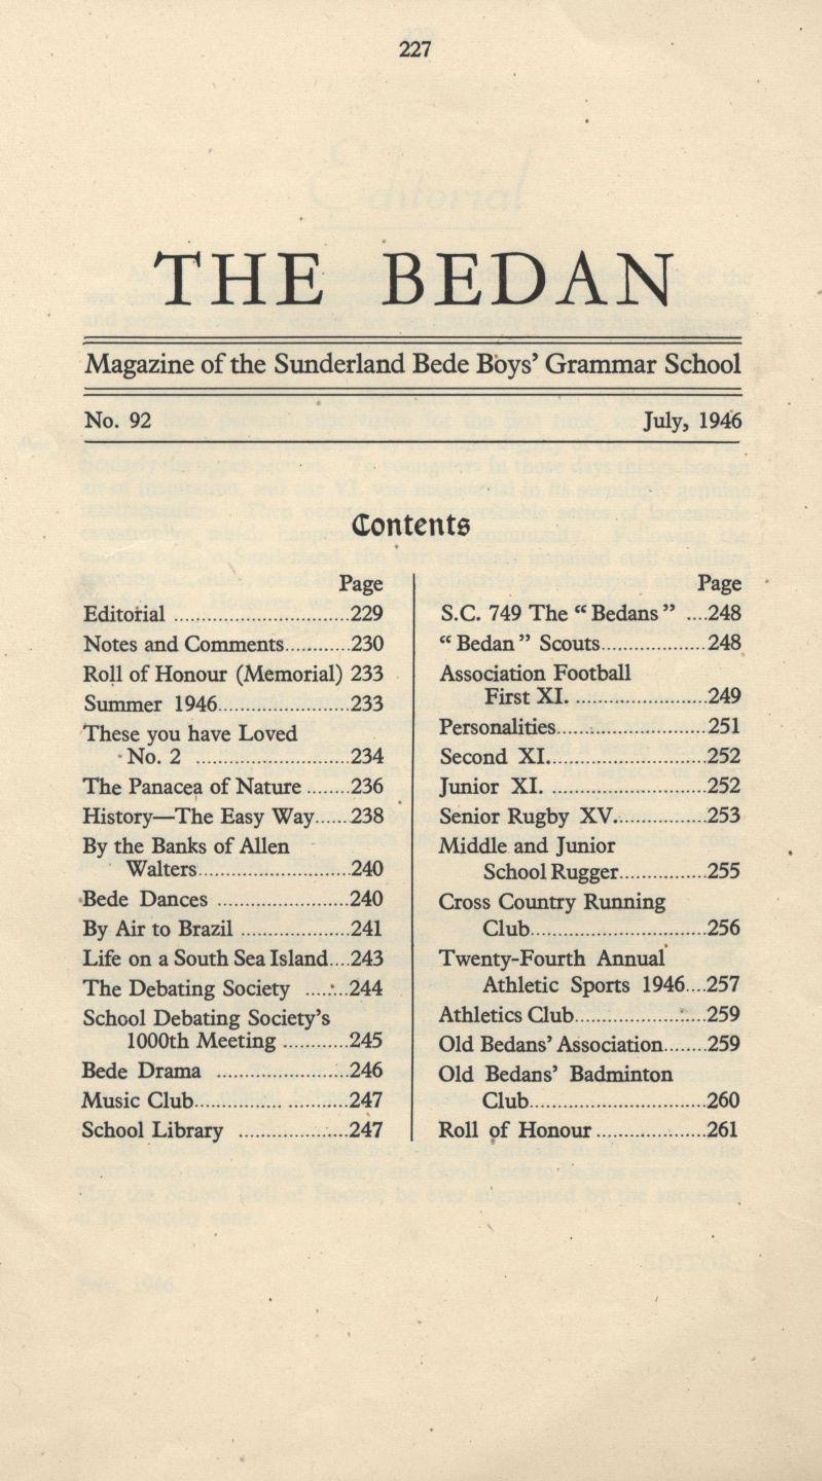 227
THE BEDAN
Magazine of the Sunderland Bede Boys' Grammar School
No. 92 July, 1946
Contents
Page
Editorial ..............................229
Notes and Comments............230
Roll of Honour (Memorial) 233
Summer 1946.......................233
These you have Loved
No. 2 ...........................234
The Panacea of Nature ........236
History—The Easy Way......238
By the Banks of Allen
Walters..........................240
Bede Dances .......................240
By Air to Brazil ...................241
Life on a South Sea Island....243
The Debating Society ........244
School Debating Society's
1000th Meeting ............245
Bede Drama .......................246
Music Club..........................247
School Library ...................247
Page
S.C. 749 The “ Bedans ” ....248
“ Bedan ” Scouts...................248
Association Football
First XI. .......................249
Personalities..........................251
Second XI...........................252
Junior XI. ...........................252
Senior Rugby XV................253
Middle and Junior
School Rugger...............255
Cross Country Running
Club...............................256
Twenty-Fourth Annual
Athletic Sports 1946....257
Athletics Club.......................259
Old Bedans' Association........259
Old Bedans' Badminton
Club...............................260
Roll of Honour ...................261